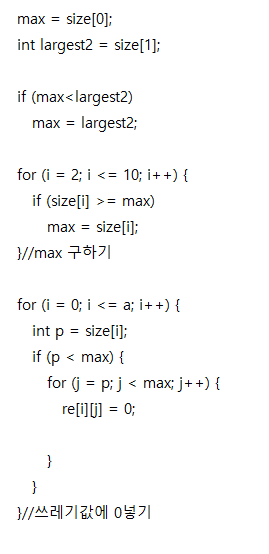 max = size[0];
int largest2 = size[1];
if (max<largest2)
max = largest2;
for (i = 2; i <= 10; i++) {
if (size[i] >= max)
max = size[i];
}//max 구하기
for (i = 0; i <= a; i++) {
int p = size[i];
if (p < max) {
for (j = p; j < max; j++) {
re[i][j] = 0;
}
}
}//쓰레기값에 0넣기